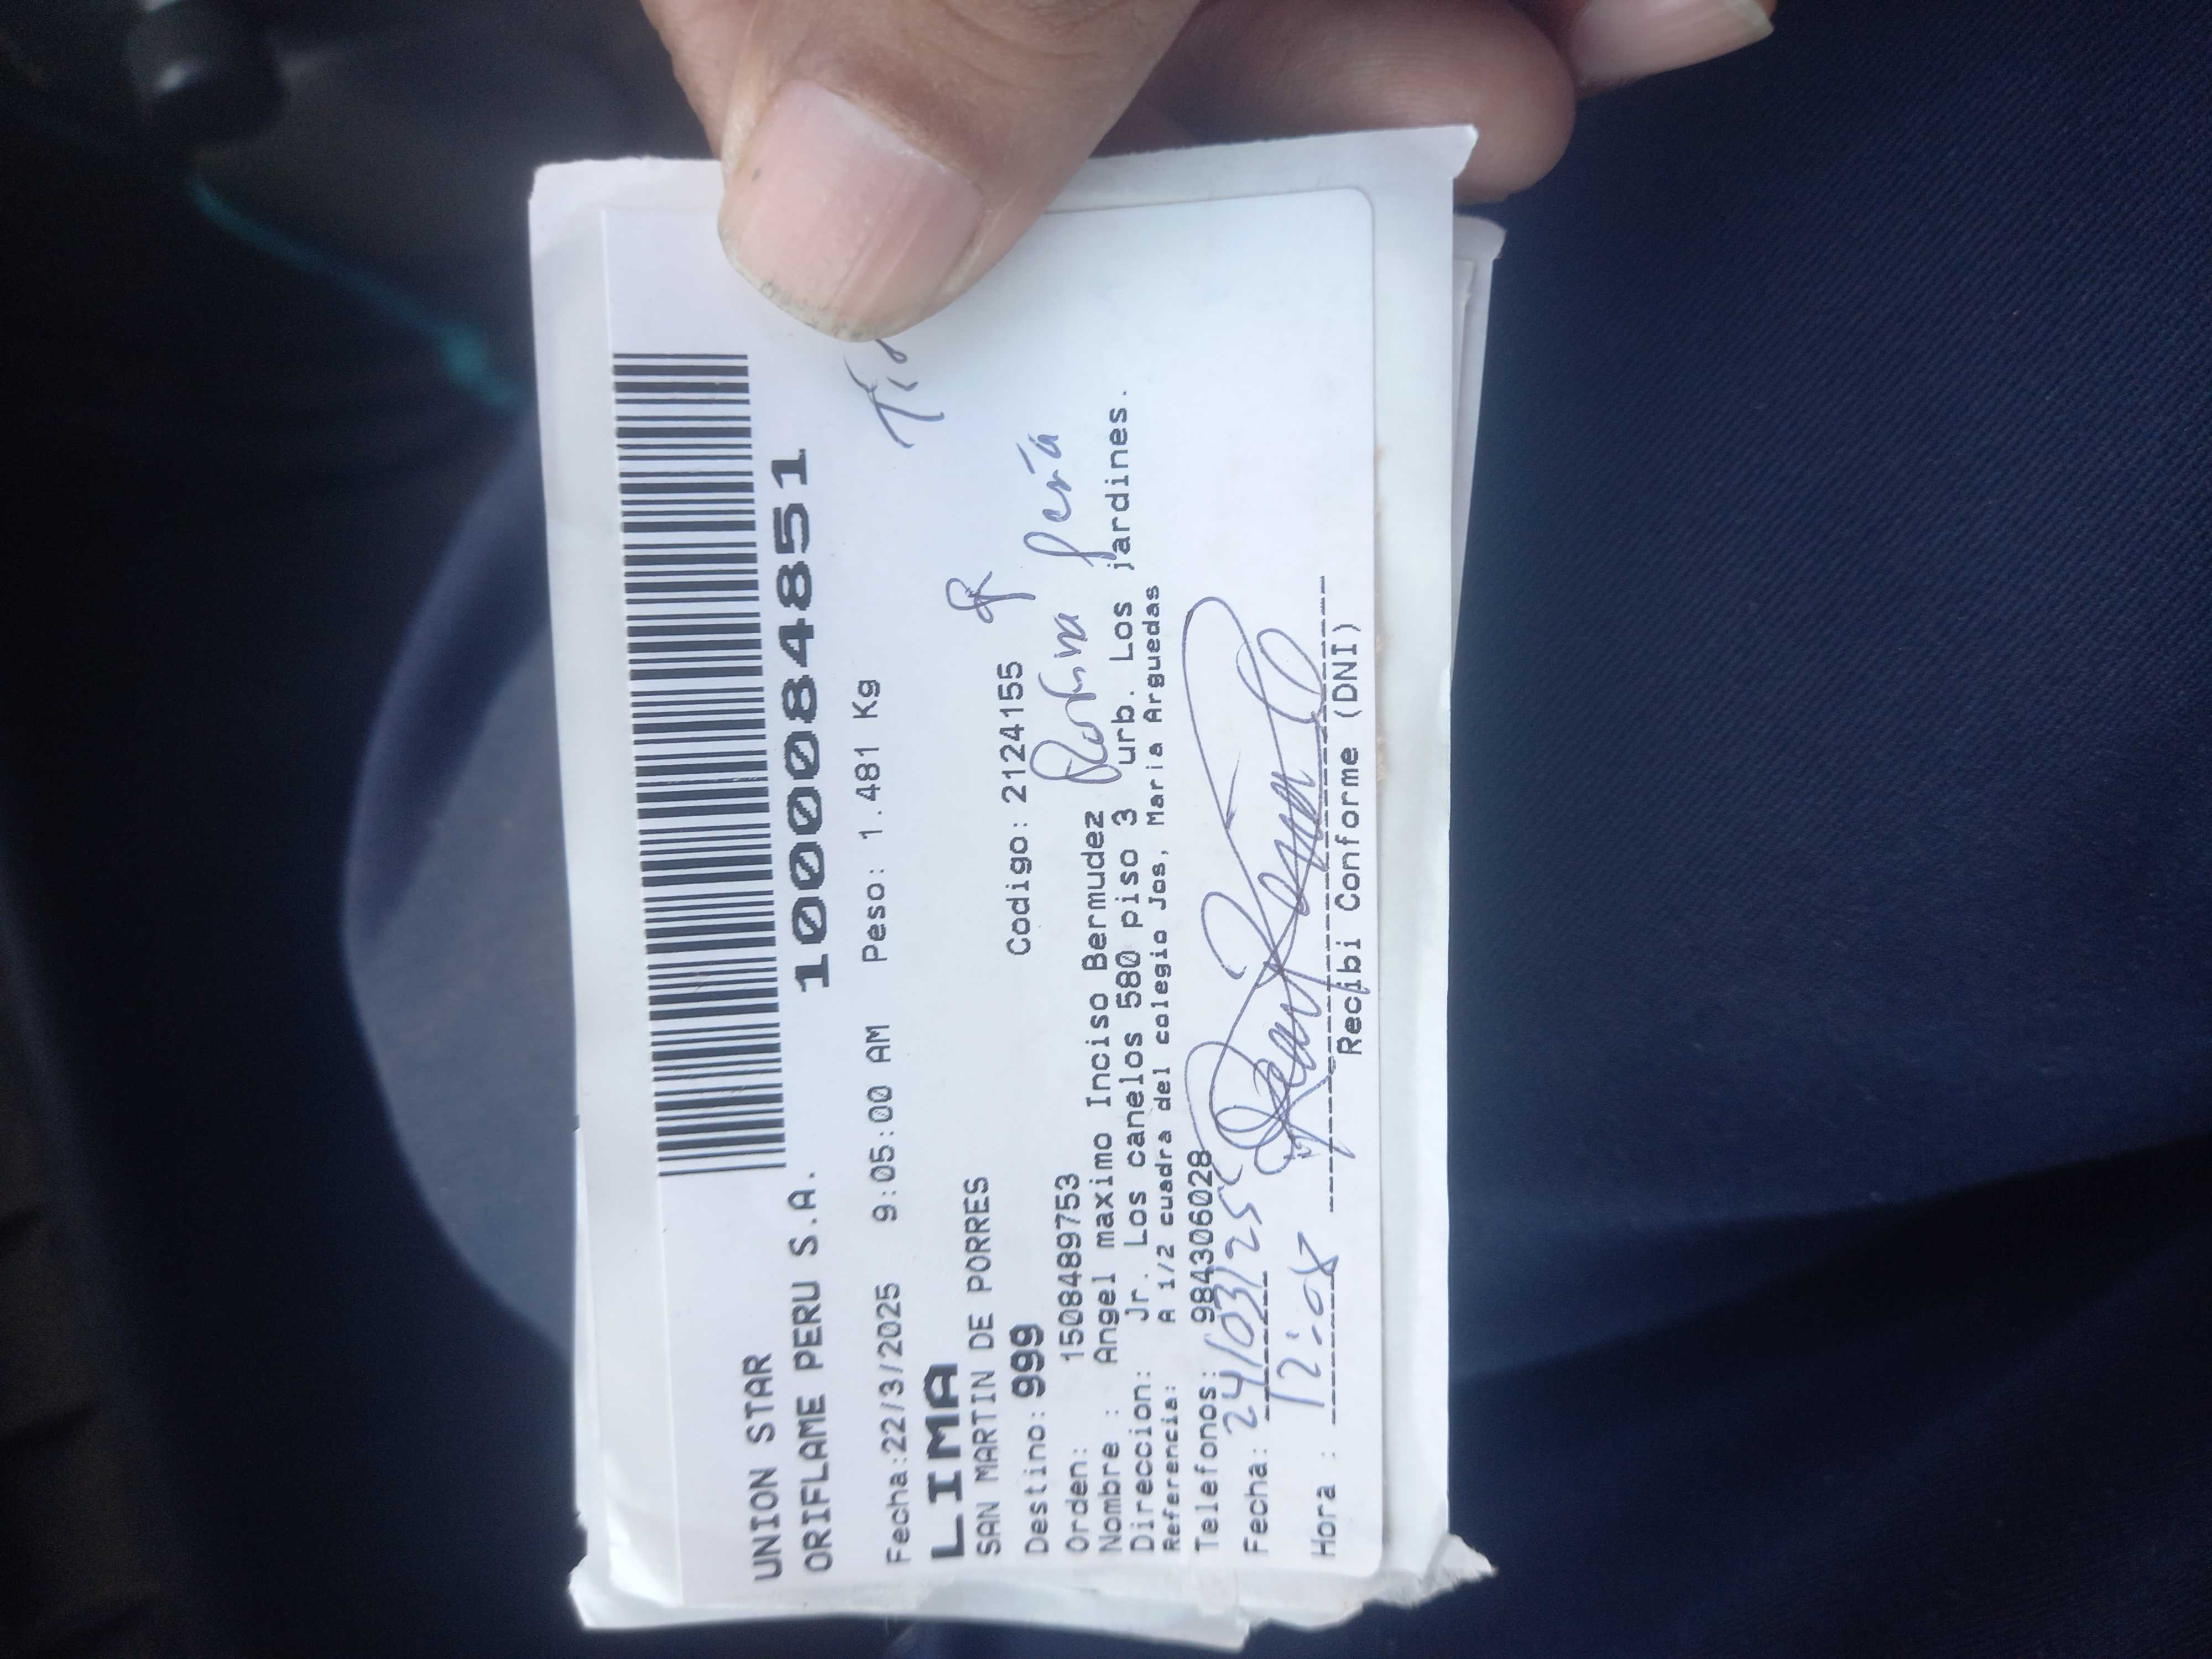 UNION STAR
ORIFLAME PERU S.A. 1000084851
Fecha:22/3/2025 9:05:00 AM Peso: 1.481 Kg
LIMA
SAN MARTIN DE PORRES
Destino: 999 Codigo: 2124155
Orden: 1508489753
Nombre : Angel maximo Inciso Bermudez
Direccion: Jr. Los canelos 580 piso 3 urb. Los jardines.
Referencia: A 1/2 cuadra del colegio Jos, Maria Arguedas
Telefonos: 984306028
Fecha: 24/03/25
Hora : 12:08
Recibi Conforme (DNI)